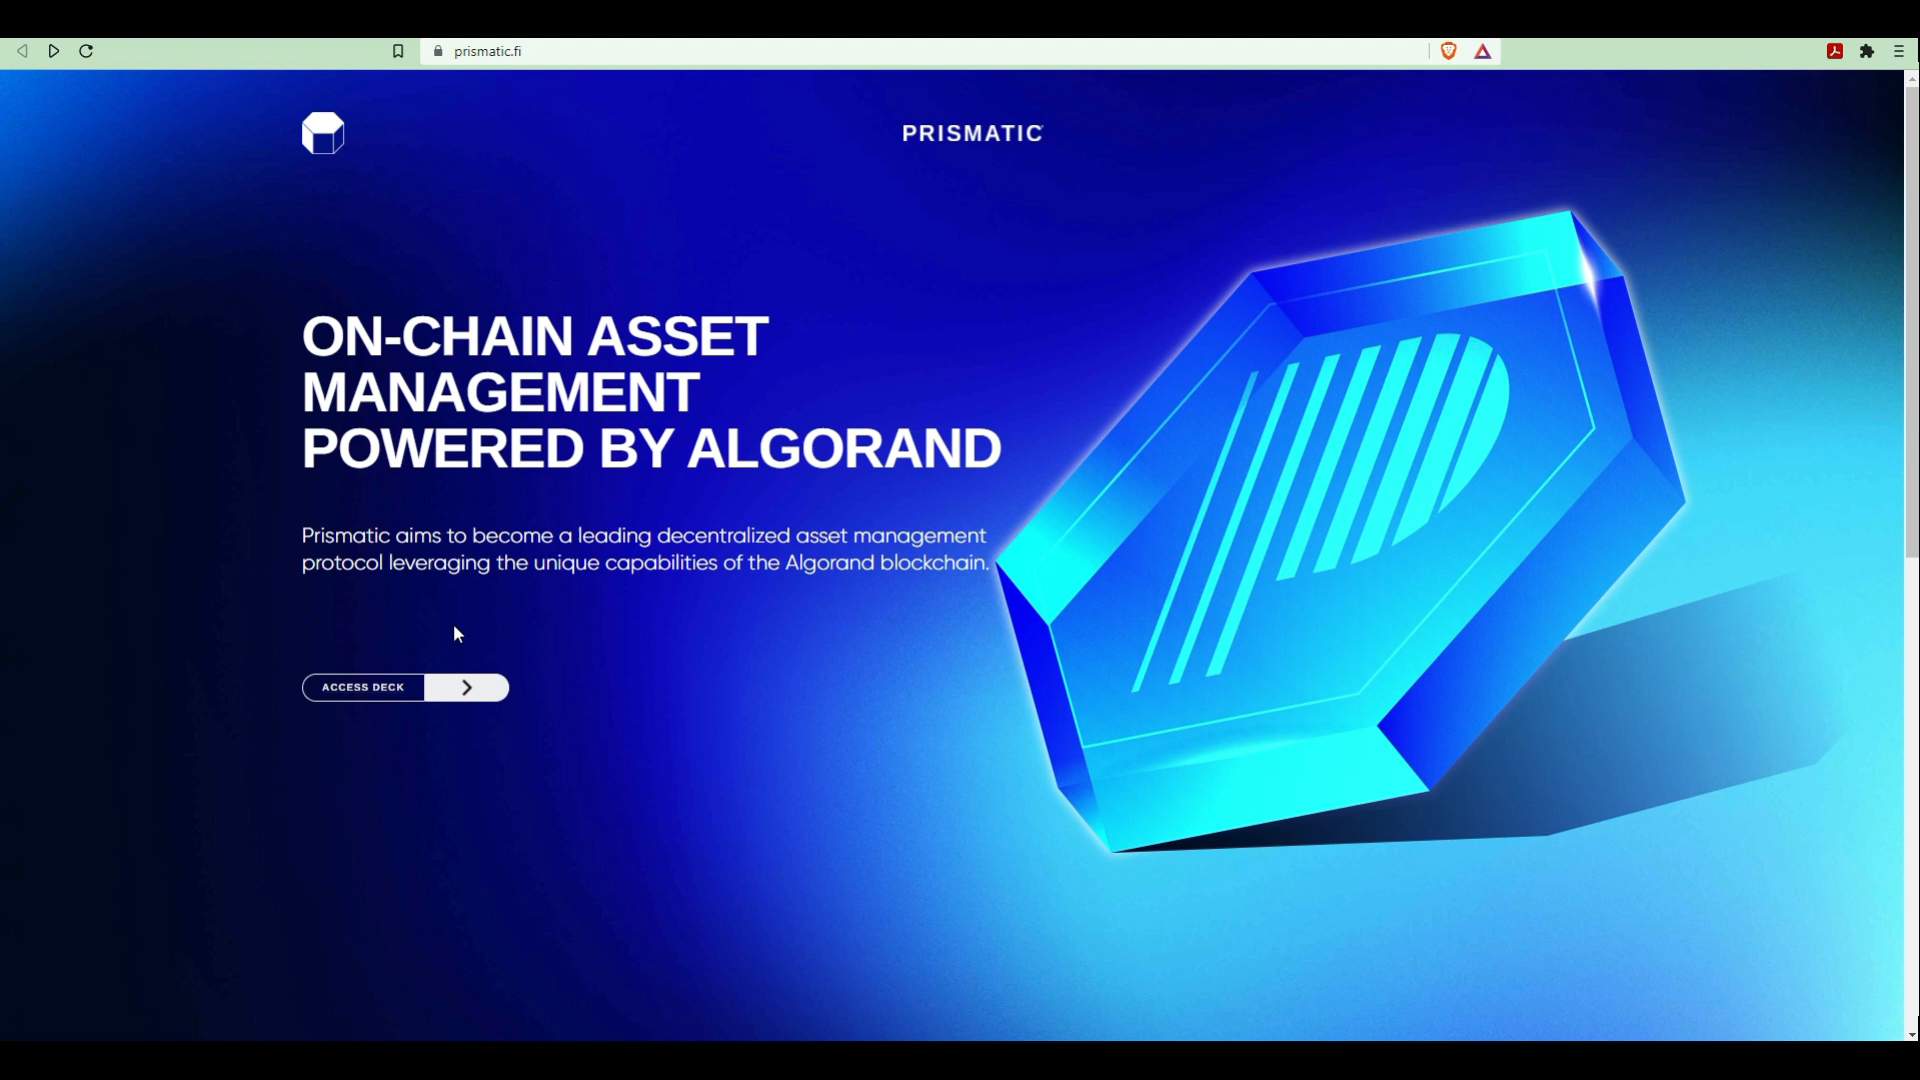 prismatic.fi
PRISMATIC
ON-CHAIN ASSET
MANAGEMENT
POWERED BY ALGORAND
Prismatic aims to become a leading decentralized asset management
protocol leveraging the unique capabilities of the Algorand blockchain.
ACCESS DECK